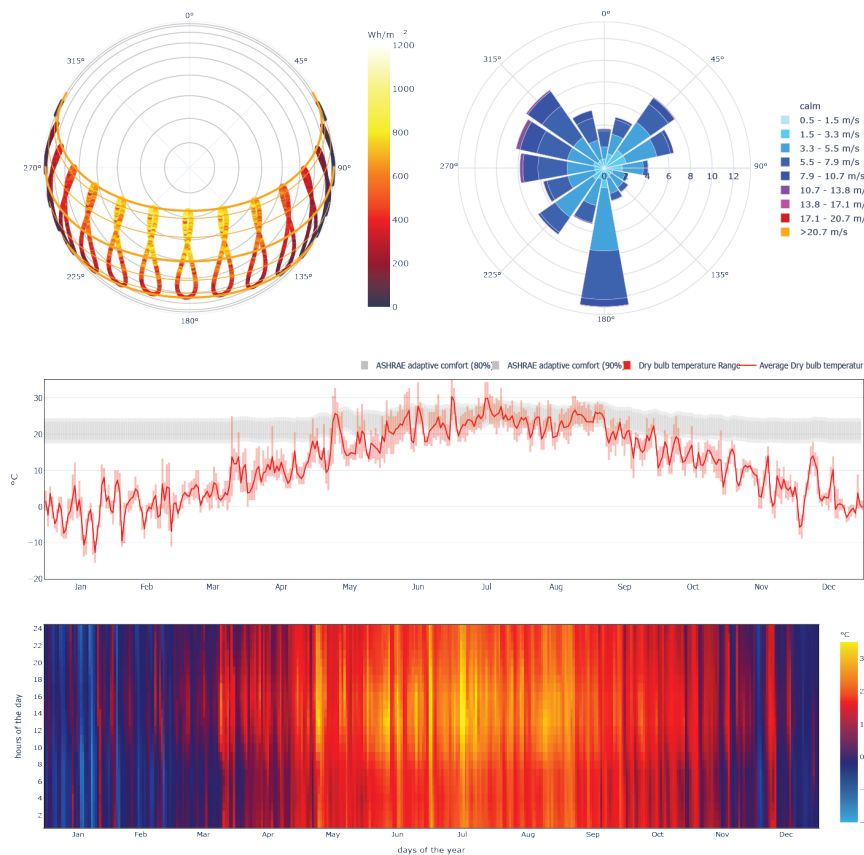 0°
45°
90°
135°
180°
225°
270°
315°
Wh/m 2
1200
1000
800
600
400
200
0
0°
45°
90°
135°
180°
225°
270°
315°
0 2 4 6 8 10 12
calm
0.5 - 1.5 m/s
1.5 - 3.3 m/s
3.3 - 5.5 m/s
5.5 - 7.9 m/s
7.9 - 10.7 m/s
10.7 - 13.8 m/
13.8 - 17.1 m/
17.1 - 20.7 m/
>20.7 m/s
ASHRAE adaptive comfort (80%) ASHRAE adaptive comfort (90%) Dry bulb temperature Range Average Dry bulb temperatur
°C
30
20
10
0
−10
−20
Jan Feb Mar Apr May Jun Jul Aug Sep Oct Nov Dec
hours of the day
24
22
20
18
16
14
12
10
8
6
4
2
Jan Feb Mar Apr May Jun Jul Aug Sep Oct Nov Dec
days of the year
°C